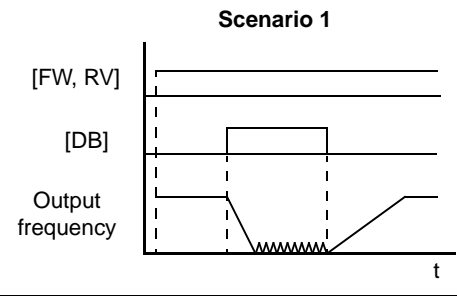 Scenario 1
[FW, RV]
[DB]
Output
frequency
t